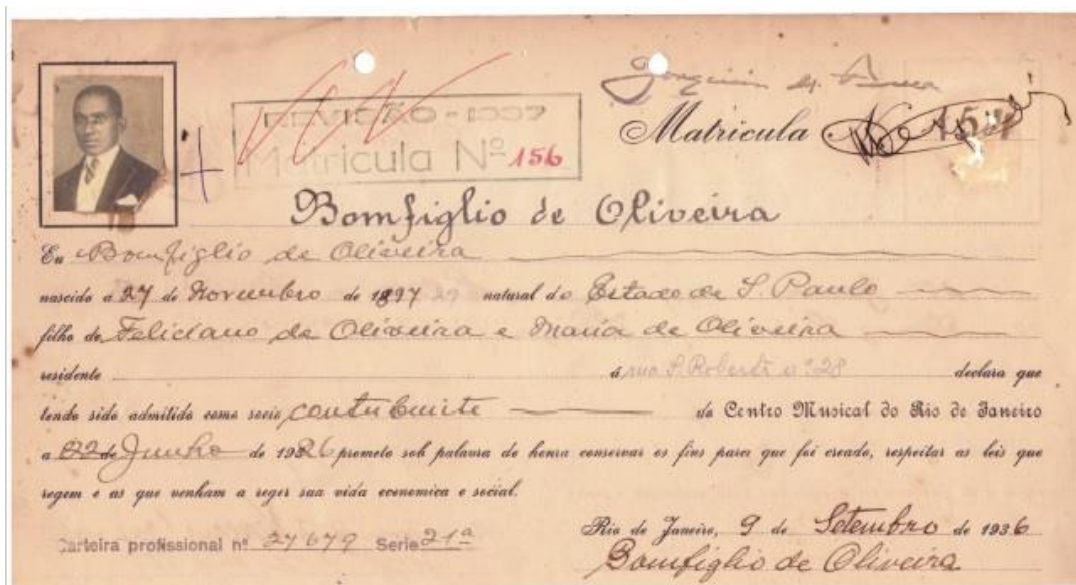 Joaquim
REVISÃO - 1937
Matricula Nº 156
Matricula
Bomfiglio de Oliveira
Eu Bomfiglio de Oliveira
nascido a 27 de Novembro de 1897 natural do Estado de S. Paulo
filho de Feliciano de Oliveira e Maria de Oliveira
residente á rua S. Roberto nº 28 declara que
tendo sido admitido como socio contribuinte do Centro Musical do Rio de Janeiro
a 22 de Junho de 1926 prometo sob palavra de honra conservar os fins para que foi creado, respeitar as leis que
regem e as que venham a reger sua vida economica e social.
Rio de Janeiro, 9 de Setembro de 1936
Carteira profissional nº 27679 Serie 21ª
Bomfiglio de Oliveira